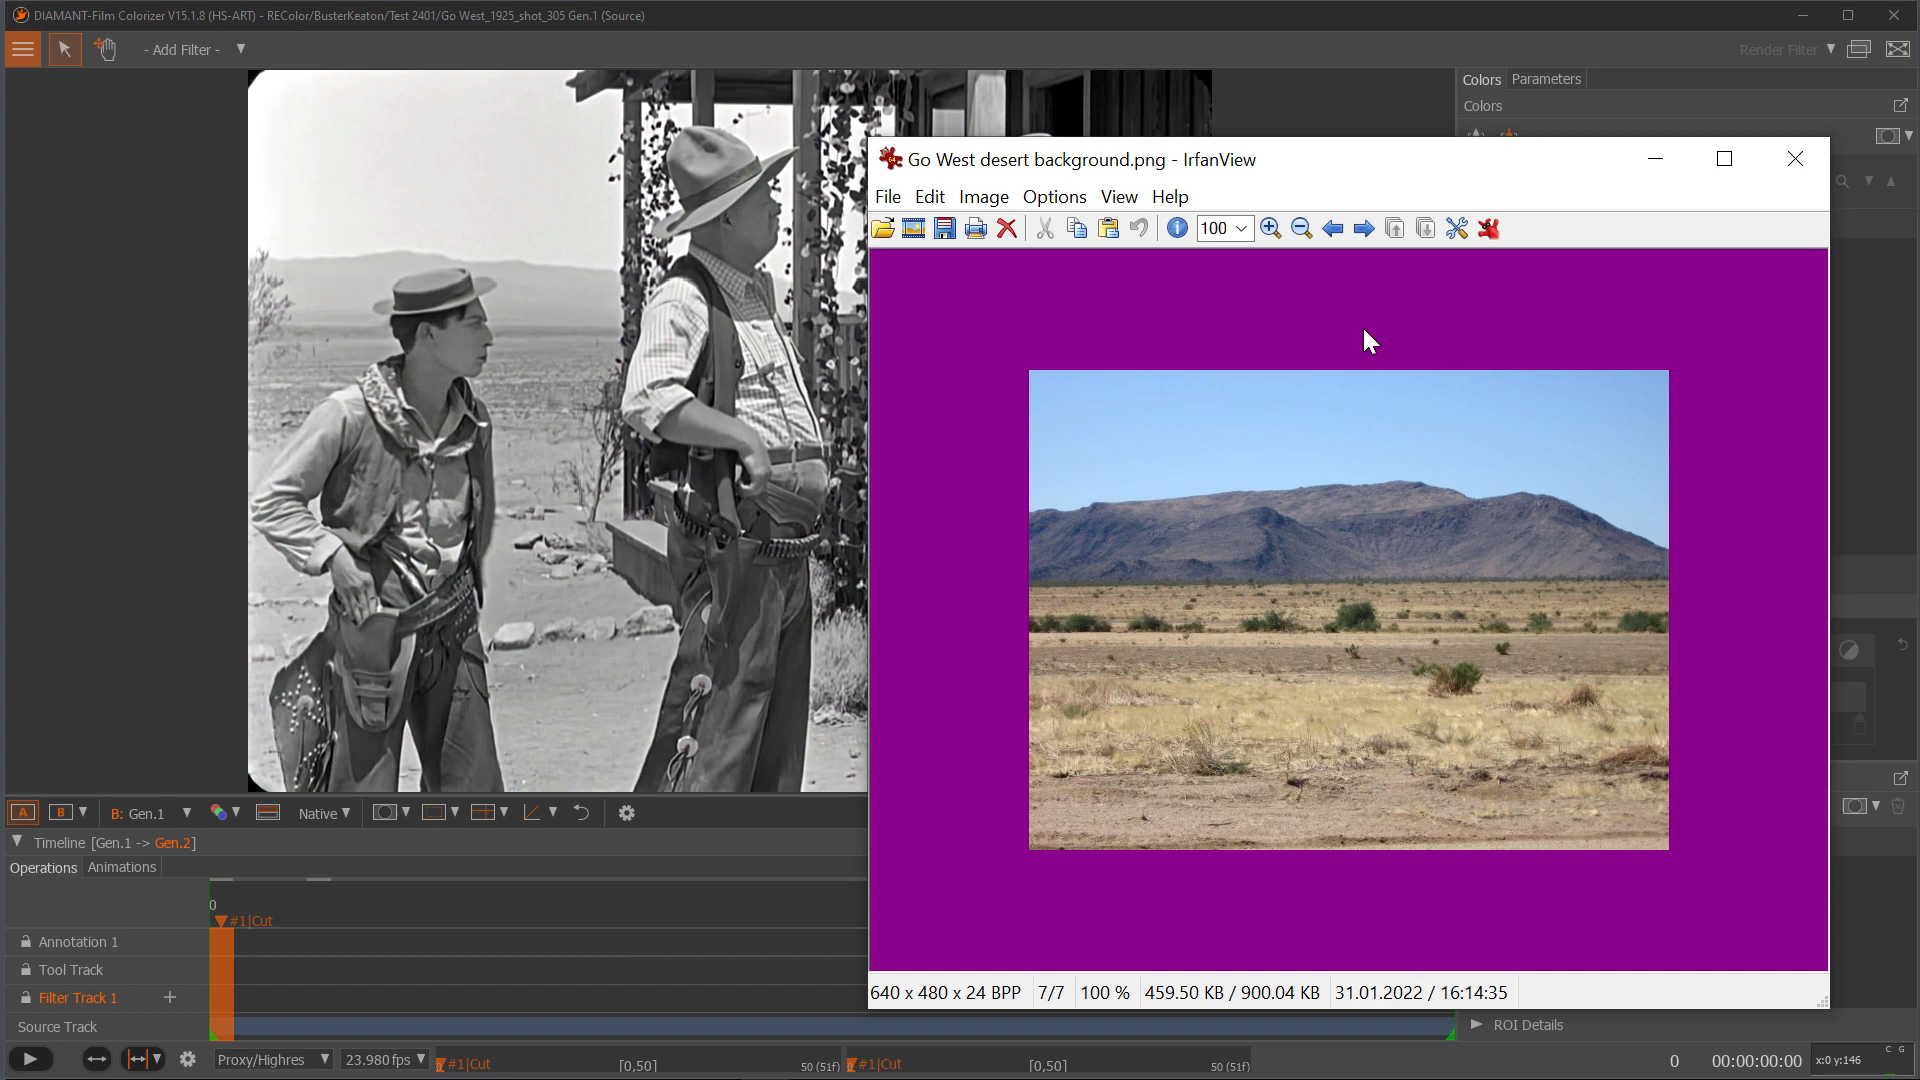 DIAMANT-Film Colorizer V15.1.8 (HS-ART) - REColor/BusterKeaton/Test 2401/Go West_1925_shot_305 Gen.1 (Source)
- Add Filter -
Render Filter
Colors Parameters
Colors
Go West desert background.png - IrfanView
File Edit Image Options View Help
100
A B B: Gen.1 Native
Timeline [Gen.1 -> Gen.2]
Operations Animations
0
#1|Cut
Annotation 1
Tool Track
Filter Track 1 +
Source Track
640 x 480 x 24 BPP 7/7 100 % 459.50 KB / 900.04 KB 31.01.2022 / 16:14:35
ROI Details
Proxy/Highres 23.980 fps #1|Cut [0,50] 50 (51f) #1|Cut [0,50] 50 (51f) 0 00:00:00:00 x:0 y:146 C G